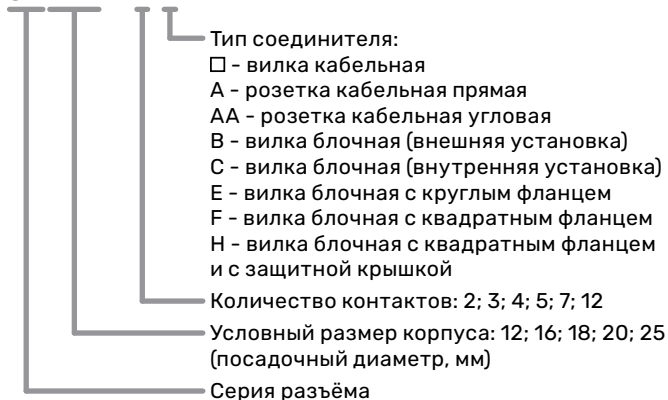 Тип соединителя:
□ - вилка кабельная
A - розетка кабельная прямая
AA - розетка кабельная угловая
B - вилка блочная (внешняя установка)
C - вилка блочная (внутренняя установка)
E - вилка блочная с круглым фланцем
F - вилка блочная с квадратным фланцем
H - вилка блочная с квадратным фланцем
и с защитной крышкой
Количество контактов: 2; 3; 4; 5; 7; 12
Условный размер корпуса: 12; 16; 18; 20; 25
(посадочный диаметр, мм)
Серия разъёма